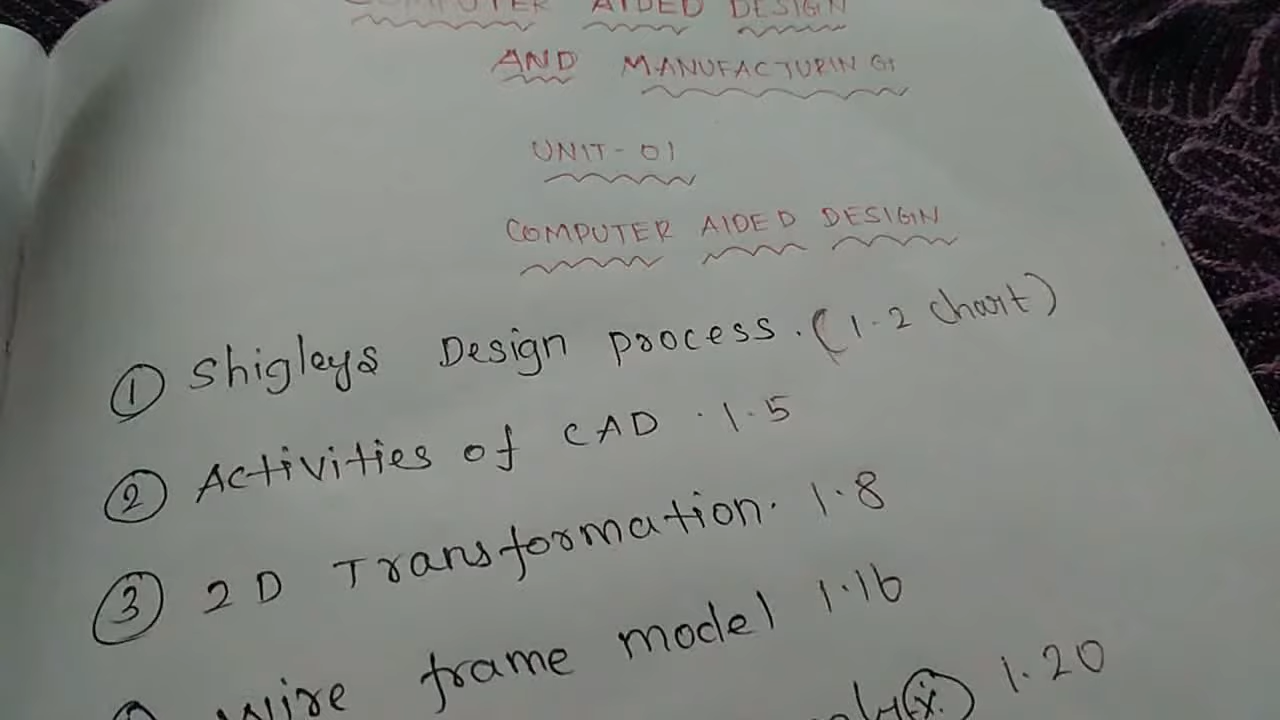 COMPUTER AIDED DESIGN
AND MANUFACTURING
UNIT-01
COMPUTER AIDED DESIGN
① Shigleys Design process. (1.2 chart)
② Activities of CAD. 1.5
③ 2D Transformation. 1.8
Wire frame model 1.16
1.20